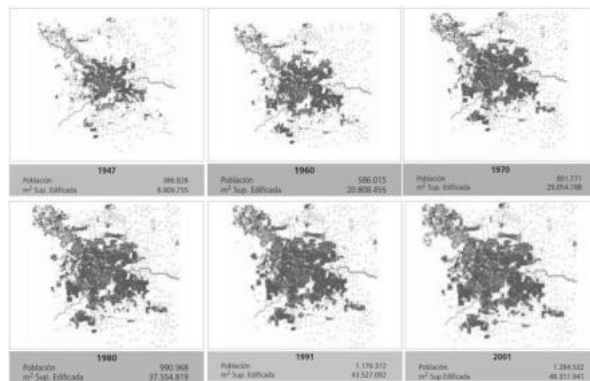 1947
Población 386.828
m² Sup. Edificada 8.809.755
1960
Población 586.015
m² Sup. Edificada 20.808.455
1970
Población 801.771
m² Sup. Edificada 29.054.788
1980
Población 990.968
m² Sup. Edificada 37.554.819
1991
Población 1.179.372
m² Sup. Edificada 43.527.092
2001
Población 1.284.532
m² Sup. Edificada 48.311.941